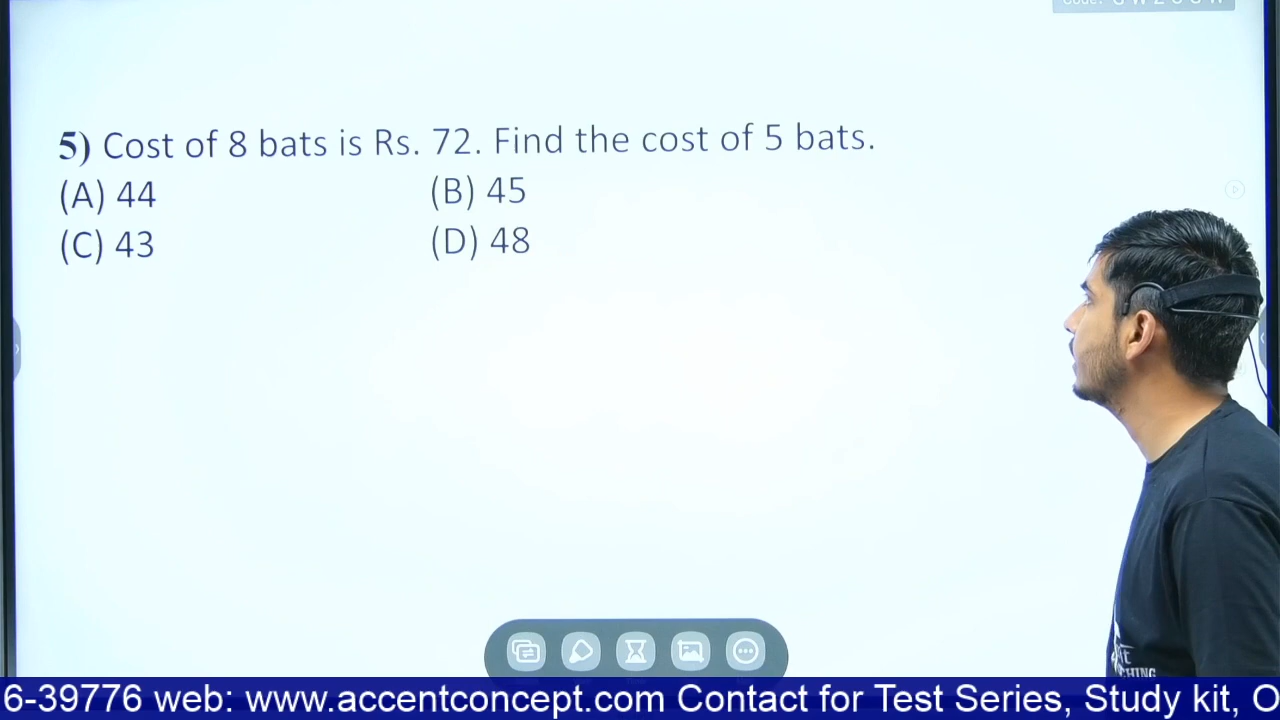 5) Cost of 8 bats is Rs. 72. Find the cost of 5 bats.
(A) 44 (B) 45
(C) 43 (D) 48
6-39776 web: www.accentconcept.com Contact for Test Series, Study kit, O